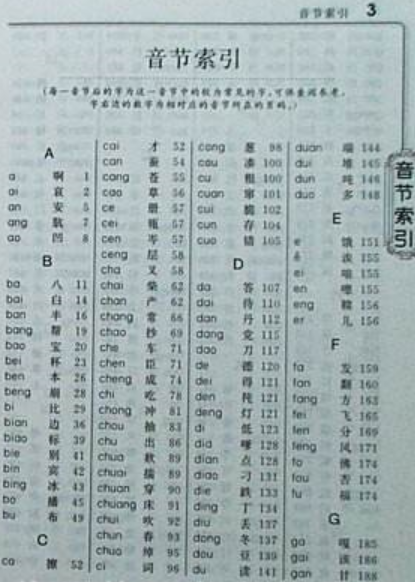 音节索引 3
音节索引
(每一音节后的字为这一音节中的较为常见的字,可供查阅参考。
字右边的数字为相对应的音节所在的页码。)
A
a 啊 1
ai 哀 2
an 安 5
ang 肮 7
ao 凹 8
B
ba 八 11
bai 白 14
ban 半 16
bang 帮 19
bao 宝 20
bei 杯 23
ben 本 26
beng 崩 28
bi 比 29
bian 边 36
biao 标 39
bie 别 41
bin 宾 42
bing 冰 43
bo 播 45
bu 布 49
C
ca 擦 52
cai 才 52
can 蚕 54
cang 苍 55
cao 草 56
ce 册 57
cei 57
cen 岑 57
ceng 层 58
cha 叉 58
chai 柴 62
chan 产 62
chang 常 66
chao 抄 69
che 车 71
chen 臣 71
cheng 成 74
chi 吃 78
chong 冲 81
chou 抽 83
chu 出 86
chua 欻 89
chuai 揣 89
chuan 穿 90
chuang 床 91
chui 吹 92
chun 春 93
chuo 绰 95
ci 词 96
cong 葱 98
cou 凑 100
cu 粗 100
cuan 窜 101
cui 脆 102
cun 存 104
cuo 错 105
D
da 答 107
dai 待 110
dan 丹 112
dang 党 115
dao 刀 117
de 德 120
dei 得 121
den 扽 121
deng 灯 121
di 低 123
dia 嗲 128
dian 点 128
diao 刁 131
die 跌 133
ding 丁 134
diu 丢 137
dong 冬 137
dou 豆 139
du 读 141
duan 端 144
dui 堆 145
dun 吨 146
duo 多 148
E
e 饿 151
ê 诶 155
ei 155
en 嗯 155
eng 鞥 156
er 儿 156
F
fa 发 159
fan 翻 160
fang 方 163
fei 飞 165
fen 分 169
feng 风 171
fo 佛 174
fou 否 174
fu 福 174
G
ga 嘎 185
gai 该 186
gan 甘 188
音节索引